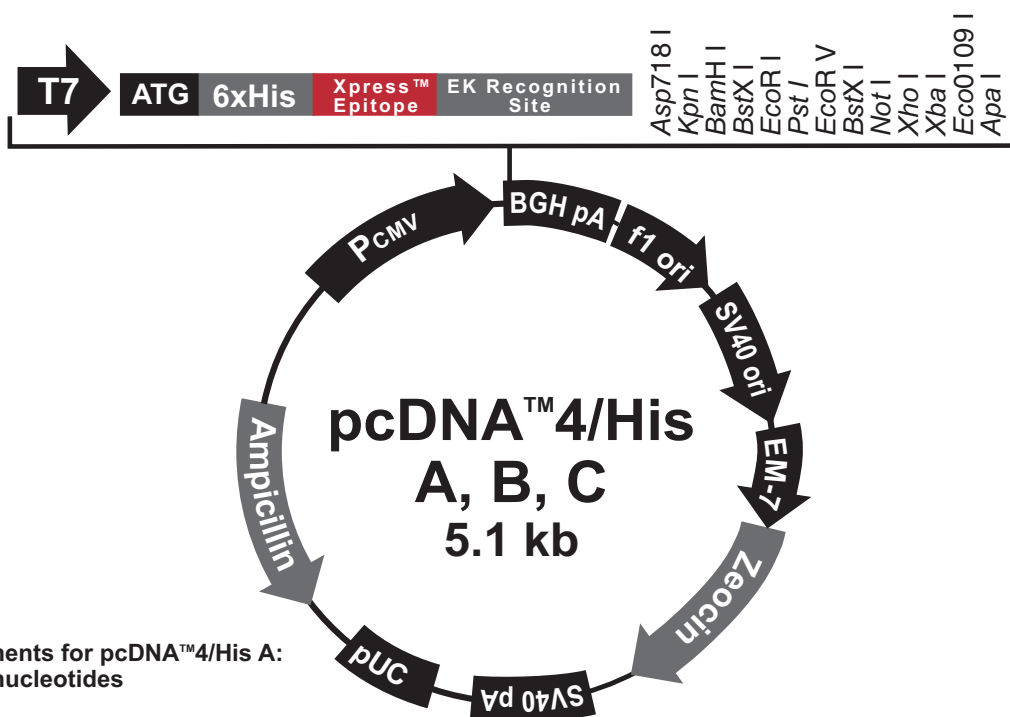 T7
ATG
6xHis
Xpress™
Epitope
EK Recognition
Site
Asp718 I
Kpn I
BamH I
BstX I
EcoR I
Pst I
EcoR V
BstX I
Not I
Xho I
Xba I
Eco0109 I
Apa I
PCMV
BGH pA
f1 ori
SV40 ori
EM-7
Zeocin
SV40 pA
pUC
Ampicillin
pcDNA™4/His
A, B, C
5.1 kb
nents for pcDNA™4/His A:
nucleotides